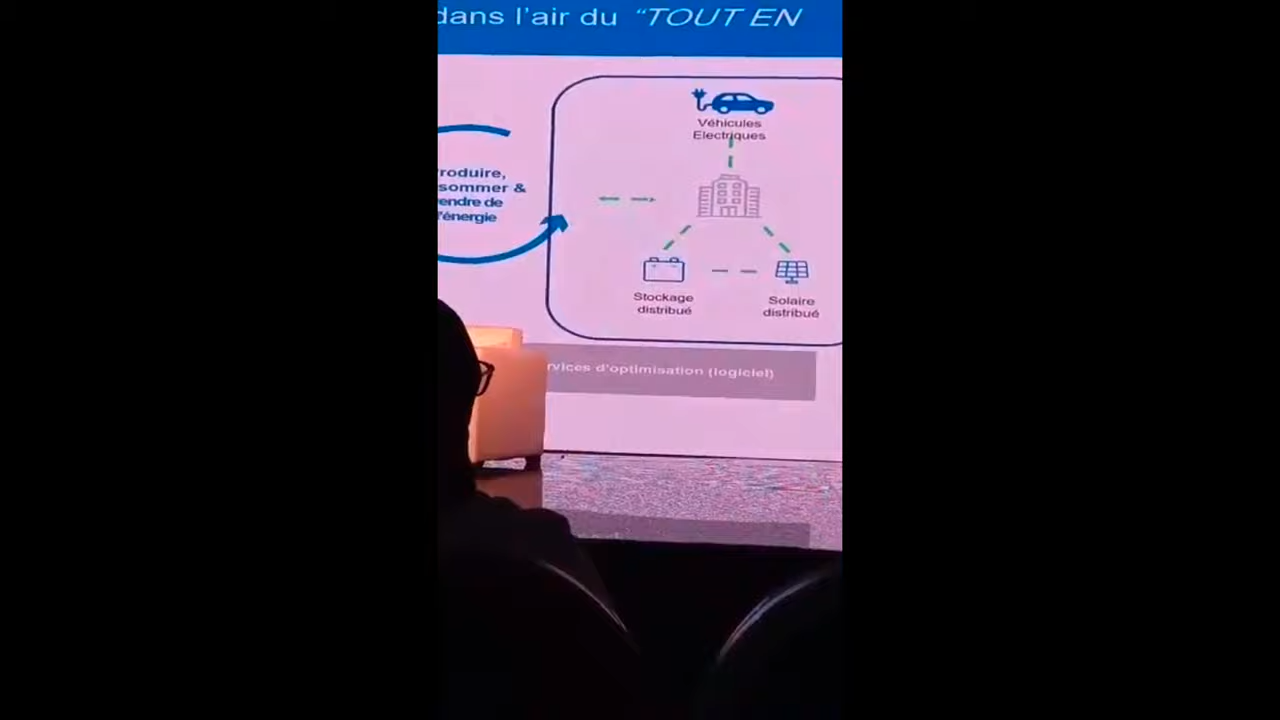 dans l'air du "TOUT EN
Véhicules
Electriques
roduire,
sommer &
endre de
l'énergie
Stockage
distribué
Solaire
distribué
rvices d'optimisation (logiciel)